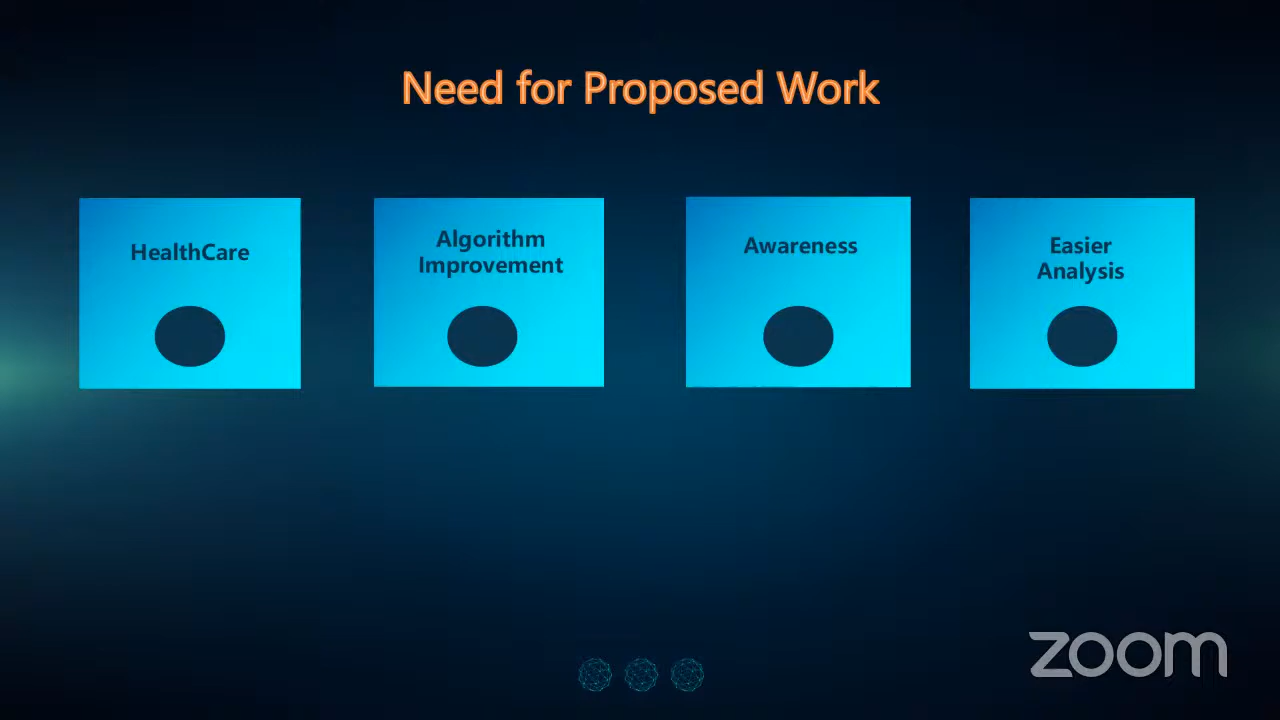 Need for Proposed Work
HealthCare
Algorithm
Improvement
Awareness
Easier
Analysis
zoom